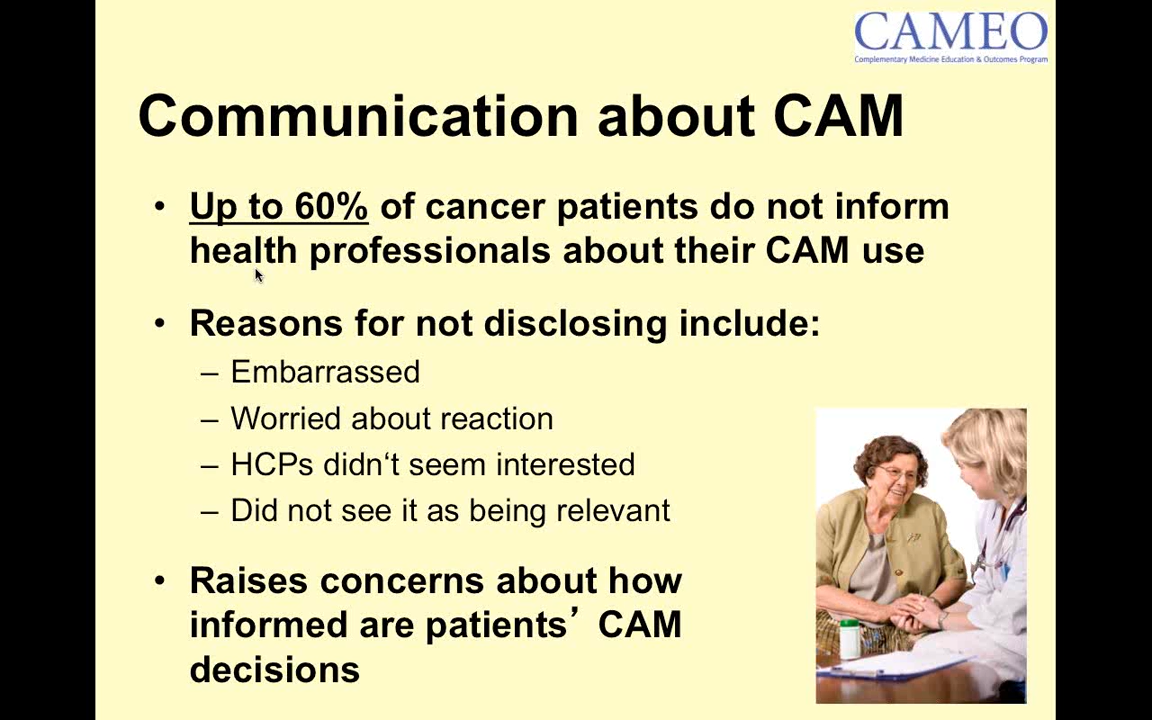 CAMEO
Complementary Medicine Education & Outcomes Program
Communication about CAM
• Up to 60% of cancer patients do not inform
health professionals about their CAM use
• Reasons for not disclosing include:
– Embarrassed
– Worried about reaction
– HCPs didn‘t seem interested
– Did not see it as being relevant
• Raises concerns about how
informed are patients’ CAM
decisions